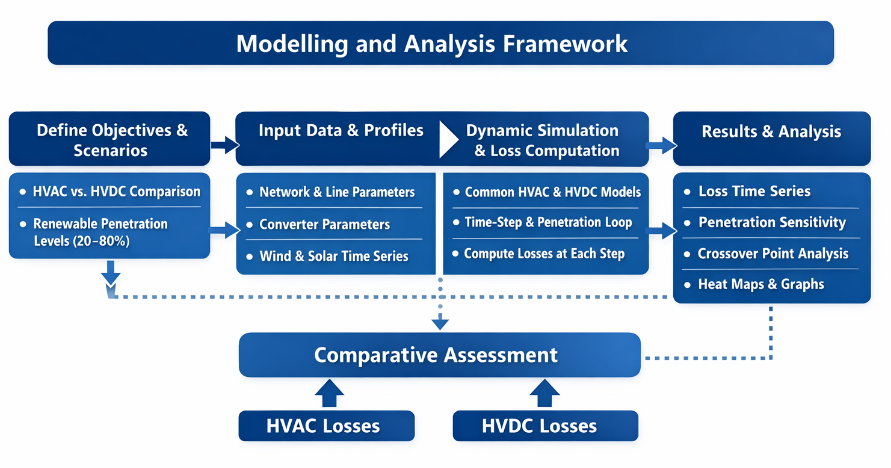 Modelling and Analysis Framework
Define Objectives &
Scenarios
Input Data & Profiles
Dynamic Simulation
& Loss Computation
Results & Analysis
• HVAC vs. HVDC Comparison
• Renewable Penetration
Levels (20–80%)
• Network & Line Parameters
• Converter Parameters
• Wind & Solar Time Series
• Common HVAC & HVDC Models
• Time-Step & Penetration Loop
• Compute Losses at Each Step
• Loss Time Series
• Penetration Sensitivity
• Crossover Point Analysis
• Heat Maps & Graphs
Comparative Assessment
HVAC Losses
HVDC Losses